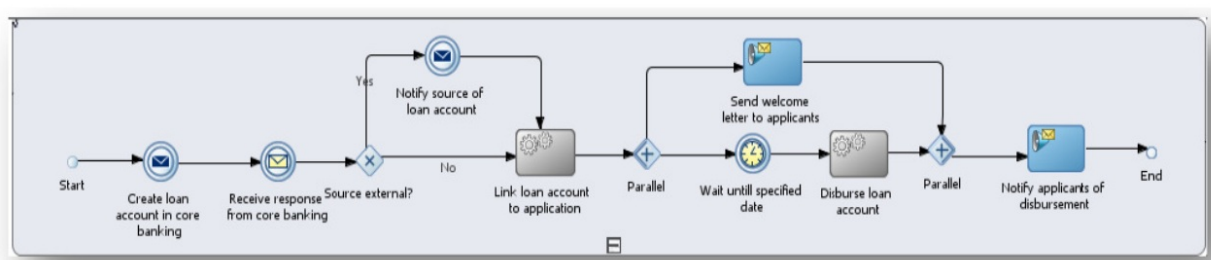 Yes
Notify source of
loan account
Send welcome
letter to applicants
Start
Create loan
account in core
banking
Receive response
from core banking
Source external?
No
Link loan account
to application
Parallel
Wait untill specified
date
Disburse loan
account
Parallel
Notify applicants of
disbursement
End